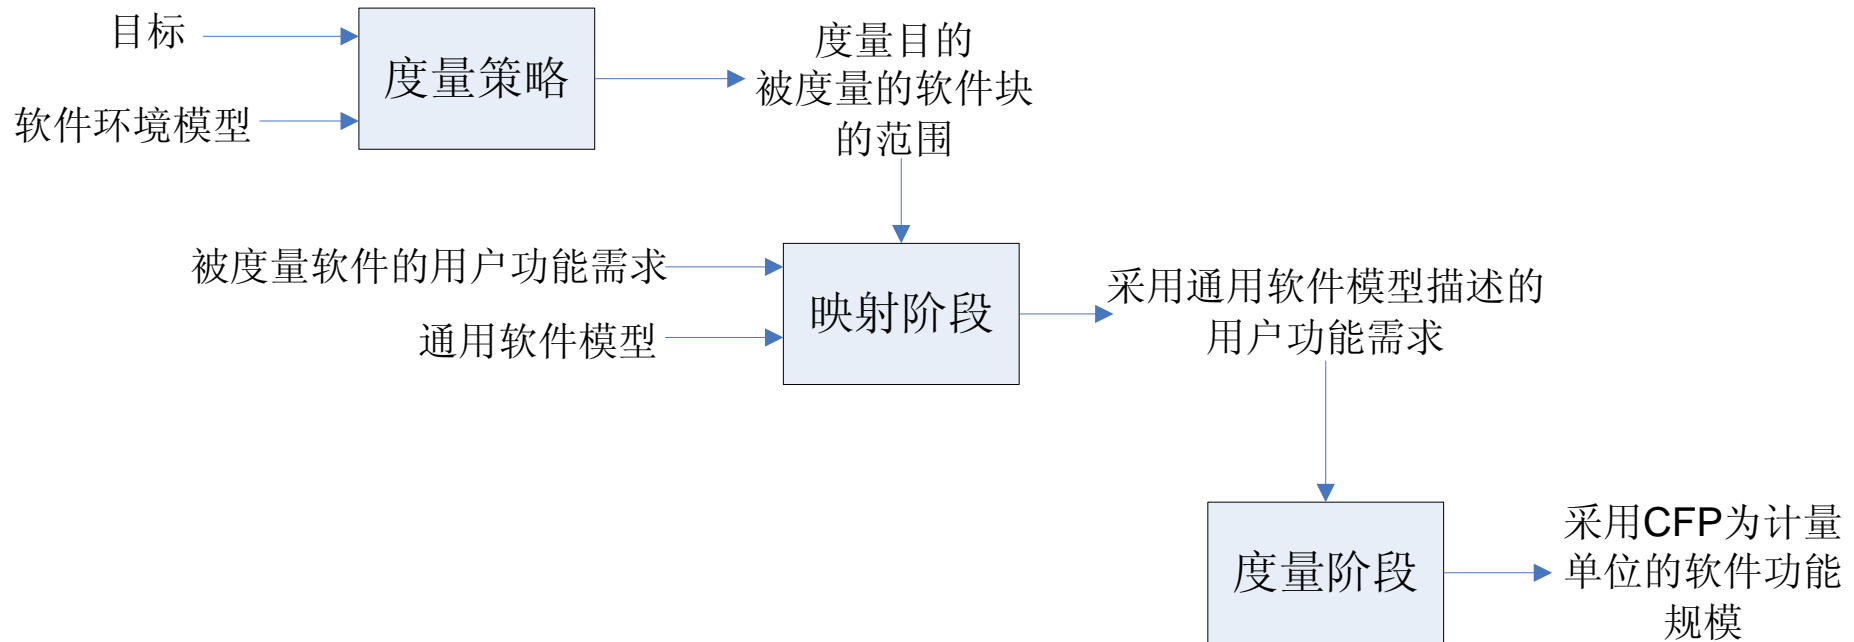 目标
度量策略
软件环境模型
度量目的
被度量的软件块
的范围
被度量软件的用户功能需求
通用软件模型
映射阶段
采用通用软件模型描述的
用户功能需求
度量阶段
采用CFP为计量
单位的软件功能
规模